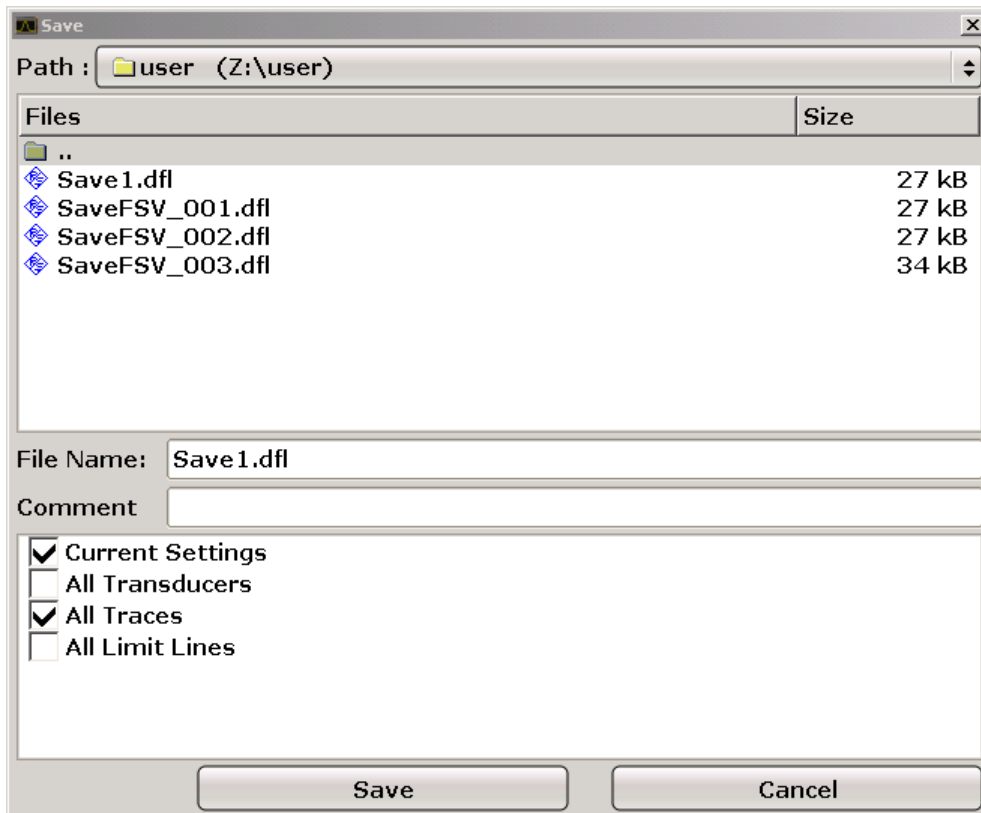 Save
Path : user (Z:\user)
Files Size
..
Save1.dfl 27 kB
SaveFSV_001.dfl 27 kB
SaveFSV_002.dfl 27 kB
SaveFSV_003.dfl 34 kB
File Name: Save1.dfl
Comment
Current Settings
All Transducers
All Traces
All Limit Lines
Save Cancel